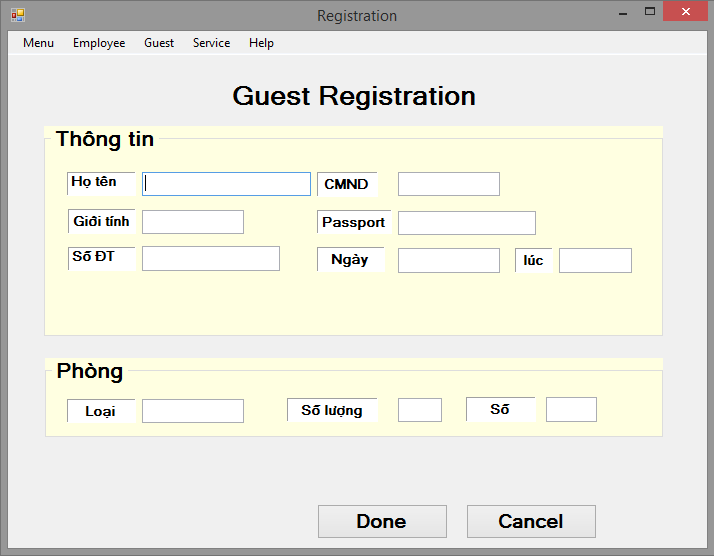 Registration
Menu Employee Guest Service Help
Guest Registration
Thông tin
Họ tên CMND
Giới tính Passport
Số ĐT Ngày lúc
Phòng
Loại Số lượng Số
Done Cancel